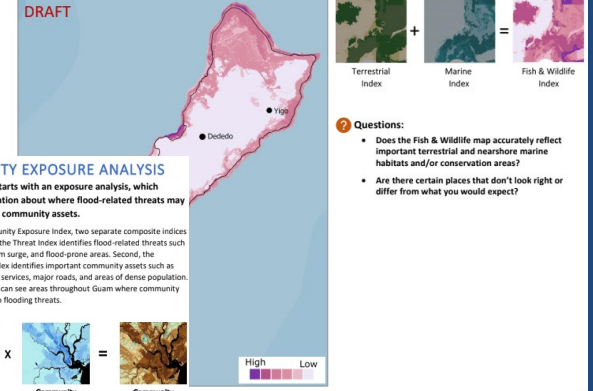 DRAFT
Yigo
Dededo
High Low
+
=
Terrestrial
Index
Marine
Index
Fish & Wildlife
Index
? Questions:
• Does the Fish & Wildlife map accurately reflect
important terrestrial and nearshore marine
habitats and/or conservation areas?
• Are there certain places that don't look right or
differ from what you would expect?
TY EXPOSURE ANALYSIS
tarts with an exposure analysis, which
ation about where flood-related threats may
community assets.
unity Exposure Index, two separate composite indices
the Threat Index identifies flood-related threats such
m surge, and flood-prone areas. Second, the
dex identifies important community assets such as
services, major roads, and areas of dense population.
can see areas throughout Guam where community
o flooding threats.
X
=